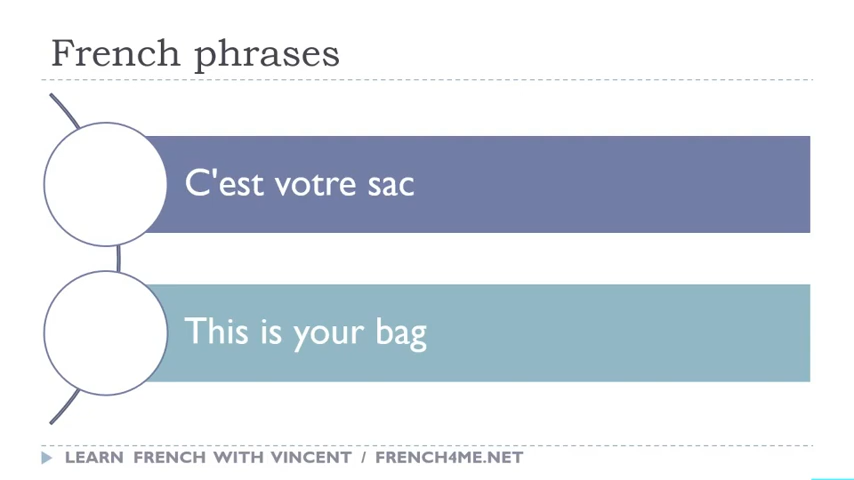 French phrases
C'est votre sac
This is your bag
LEARN FRENCH WITH VINCENT / FRENCH4ME.NET